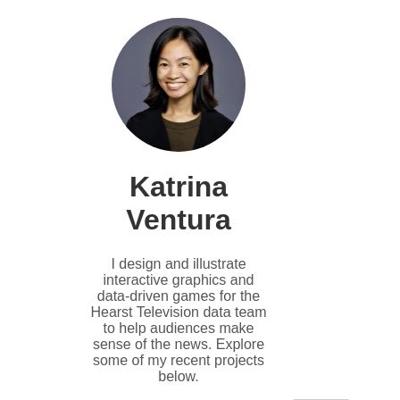 Katrina
Ventura
I design and illustrate
interactive graphics and
data-driven games for the
Hearst Television data team
to help audiences make
sense of the news. Explore
some of my recent projects
below.